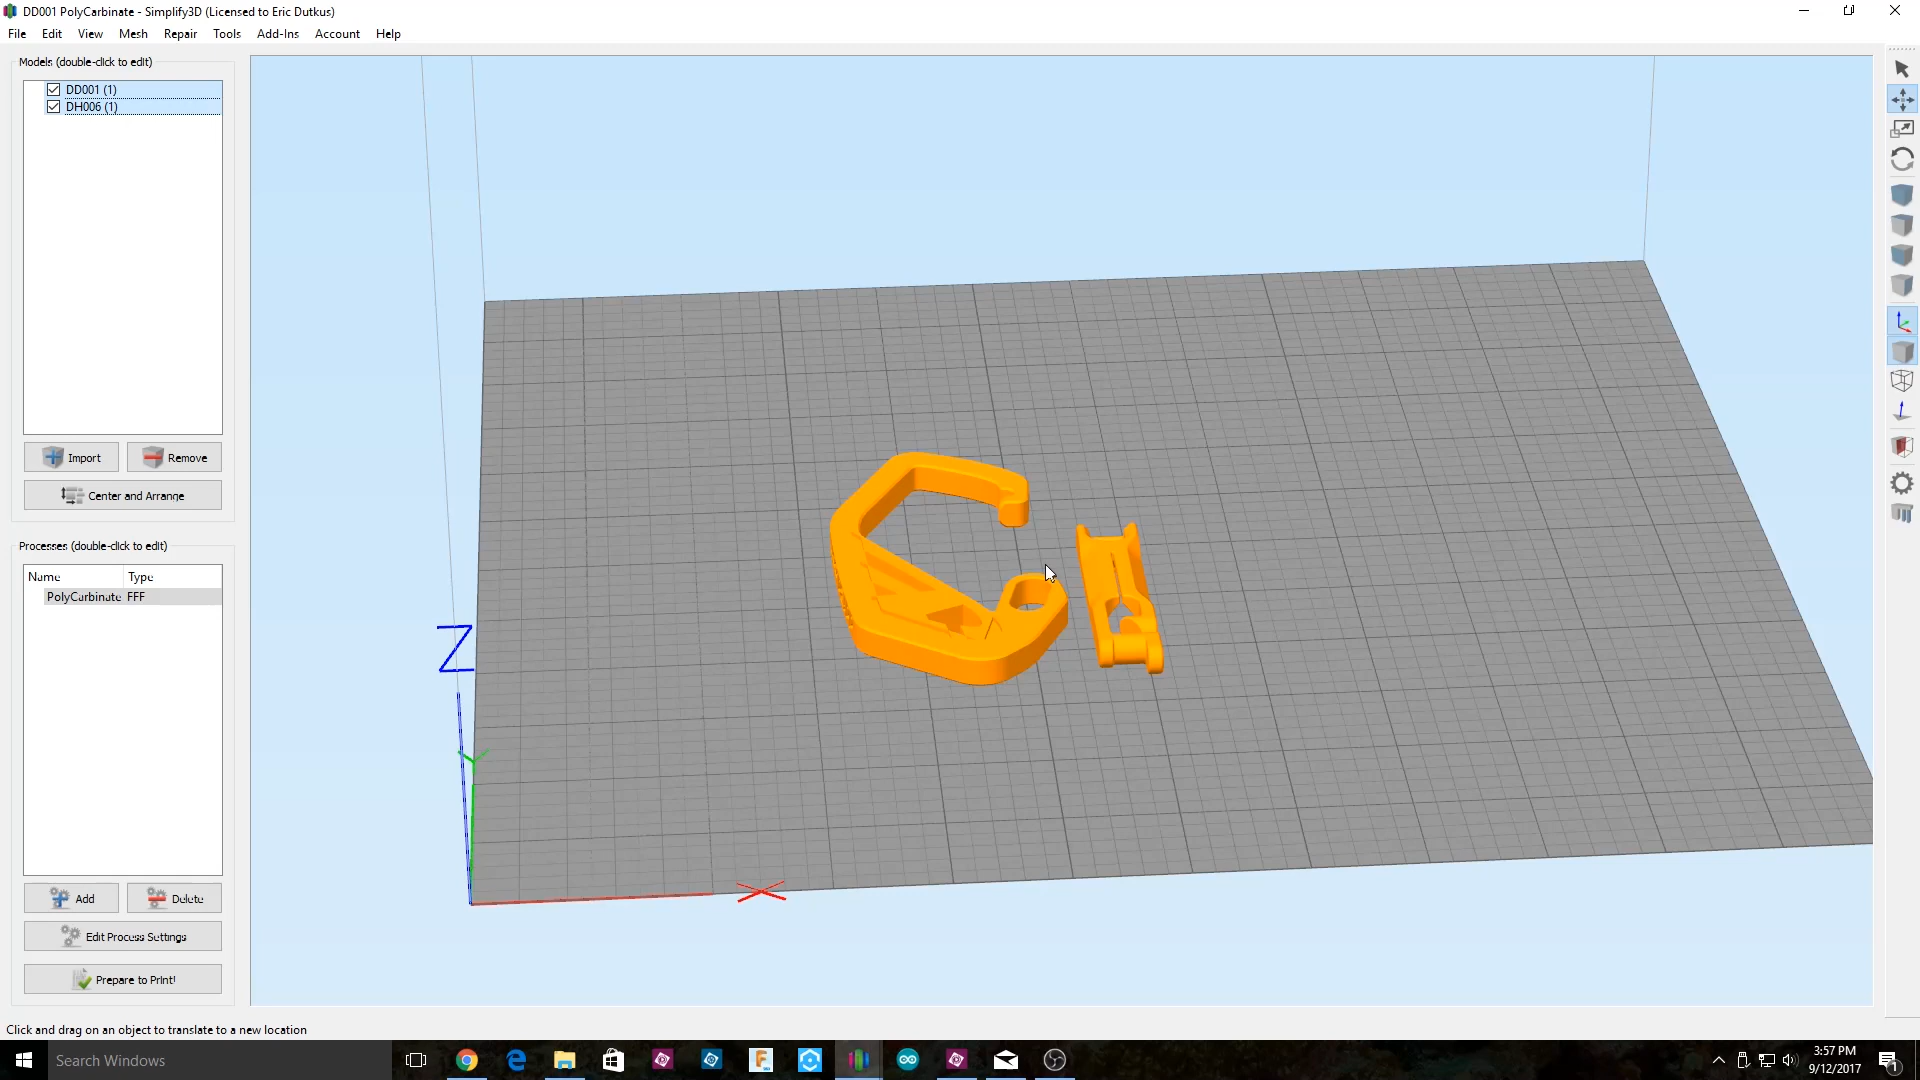 DD001 PolyCarbinate - Simplify3D (Licensed to Eric Dutkus)
File Edit View Mesh Repair Tools Add-Ins Account Help
Models (double-click to edit)
DD001 (1)
DH006 (1)
Import Remove
Center and Arrange
Processes (double-click to edit)
Name Type
PolyCarbinate FFF
Add Delete
Edit Process Settings
Prepare to Print!
Z
Y
X
Click and drag on an object to translate to a new location
Search Windows
3:57 PM
9/12/2017
1